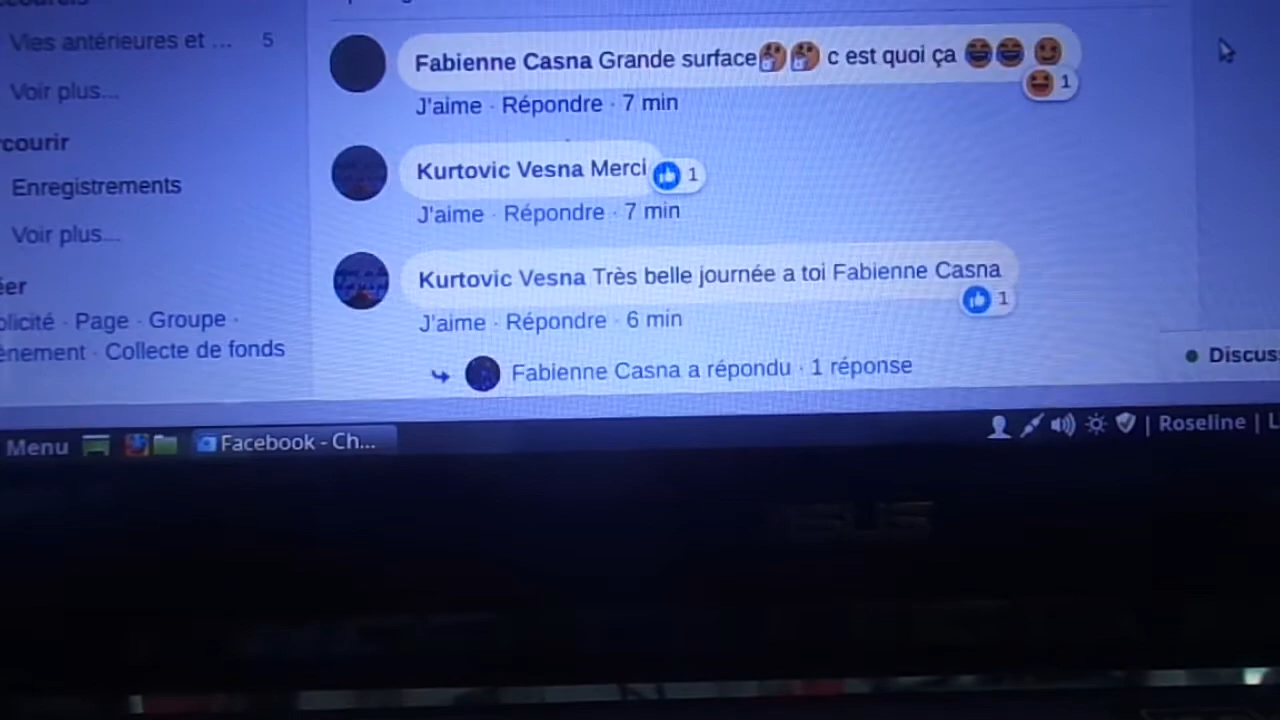 Vies antérieures et ... 5
Voir plus...
courir
Enregistrements
Voir plus...
éer
blicité · Page · Groupe ·
ènement · Collecte de fonds
Fabienne Casna Grande surface c est quoi ça
1
J'aime · Répondre · 7 min
Kurtovic Vesna Merci
1
J'aime · Répondre · 7 min
Kurtovic Vesna Très belle journée a toi Fabienne Casna
1
J'aime · Répondre · 6 min
Fabienne Casna a répondu · 1 réponse
Discus
Menu
Facebook - Ch...
| Roseline | L
ASUS